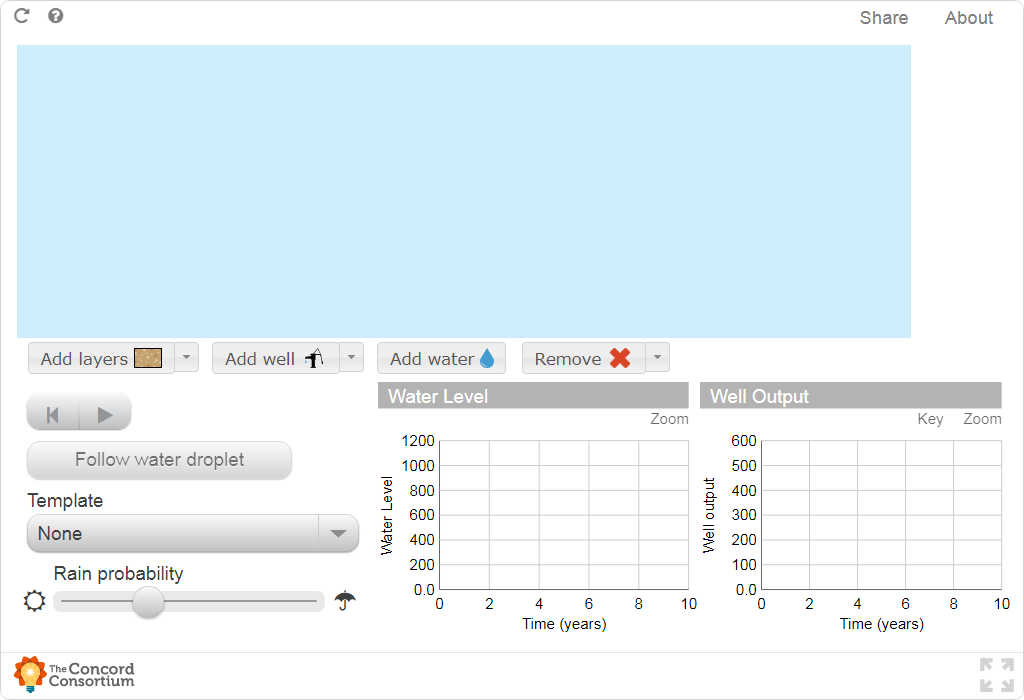 Share About
Add layers Add well Add water Remove
Water Level
Well Output
Zoom
Key Zoom
Follow water droplet
Template
None
Rain probability
Water Level
1200
1000
800
600
400
200
0.0
0 2 4 6 8 10
Time (years)
Well output
600
500
400
300
200
100
0.0
0 2 4 6 8 10
Time (years)
The Concord
Consortium